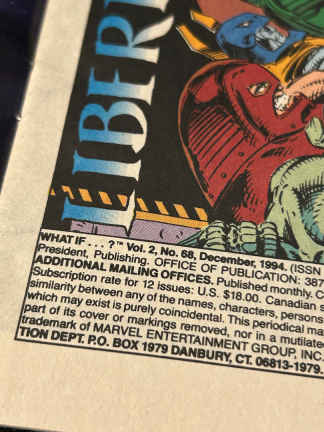 LIBER
WHAT IF . . . ?™ Vol. 2, No. 68, December, 1994. (ISSN
President, Publishing. OFFICE OF PUBLICATION: 387
ADDITIONAL MAILING OFFICES. Published monthly. C
Subscription rate for 12 issues: U.S. $18.00. Canadian s
similarity between any of the names, characters, persons
which may exist is purely coincidental. This periodical ma
part of its cover or markings removed, nor in a mutilate
trademark of MARVEL ENTERTAINMENT GROUP, INC.
TION DEPT. P.O. BOX 1979 DANBURY, CT. 06813-1979.